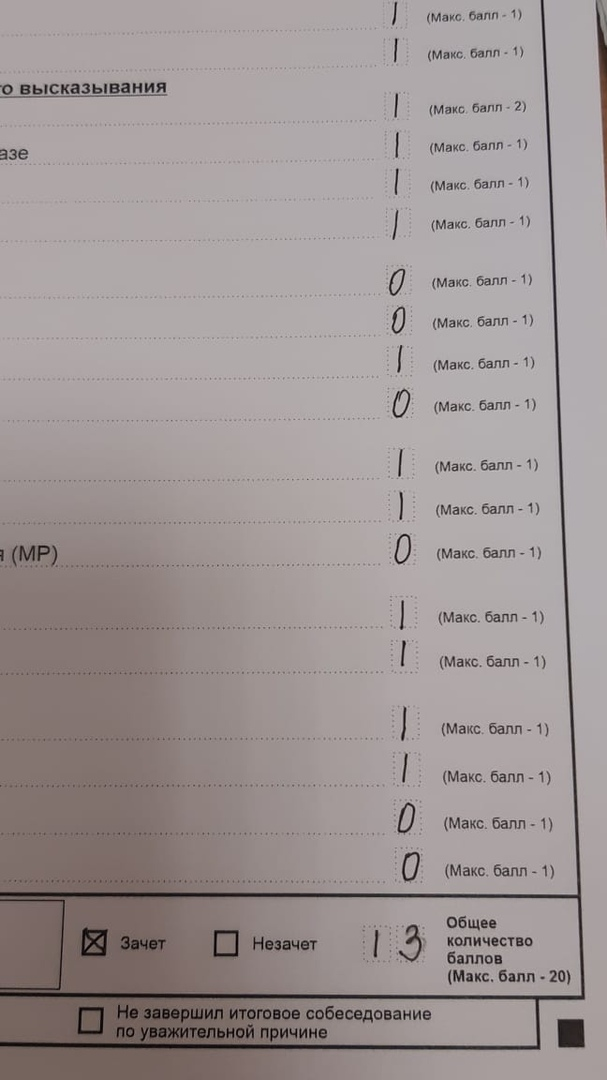 1 (Макс. балл - 1)
1 (Макс. балл - 1)
го высказывания
1 (Макс. балл - 2)
азе 1 (Макс. балл - 1)
1 (Макс. балл - 1)
1 (Макс. балл - 1)
0 (Макс. балл - 1)
0 (Макс. балл - 1)
1 (Макс. балл - 1)
0 (Макс. балл - 1)
1 (Макс. балл - 1)
1 (Макс. балл - 1)
я (МР) 0 (Макс. балл - 1)
1 (Макс. балл - 1)
1 (Макс. балл - 1)
1 (Макс. балл - 1)
1 (Макс. балл - 1)
0 (Макс. балл - 1)
0 (Макс. балл - 1)
Зачет Незачет 13
Общее
количество
баллов
(Макс. балл - 20)
Не завершил итоговое собеседование
по уважительной причине